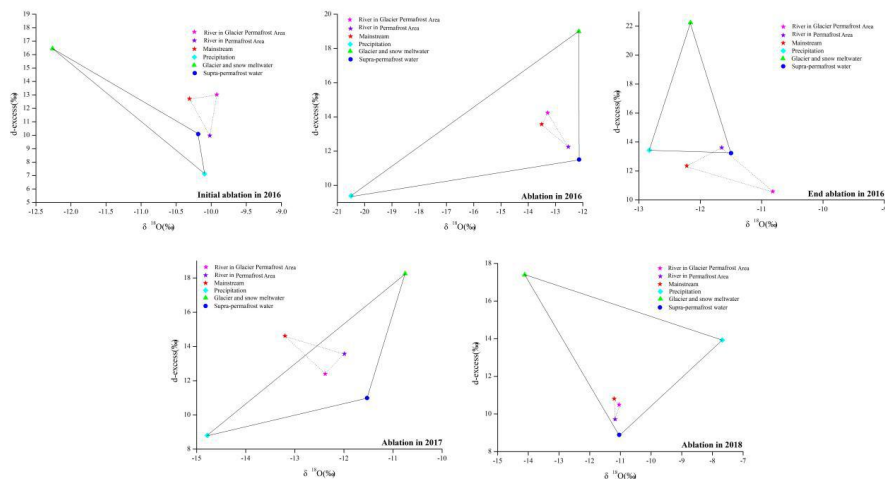 River in Glacier Permafrost Area
River in Permafrost Area
Mainstream
Precipitation
Glacier and snow meltwater
Supra-permafrost water
d-excess(‰)
19
18
17
16
15
14
13
12
11
10
9
8
7
6
5
-12.5 -12.0 -11.5 -11.0 -10.5 -10.0 -9.5 -9.0
δ 18O(‰)
Initial ablation in 2016
River in Glacier Permafrost Area
River in Permafrost Area
Mainstream
Precipitation
Glacier and snow meltwater
Supra-permafrost water
d-excess(‰)
20
18
16
14
12
10
-21 -20 -19 -18 -17 -16 -15 -14 -13 -12
δ 18O(‰)
Ablation in 2016
River in Glacier Permafrost Area
River in Permafrost Area
Mainstream
Precipitation
Glacier and snow meltwater
Supra-permafrost water
d-excess(‰)
22
20
18
16
14
12
10
-13 -12 -11 -10 -9
δ 18O(‰)
End ablation in 2016
River in Glacier Permafrost Area
River in Permafrost Area
Mainstream
Precipitation
Glacier and snow meltwater
Supra-permafrost water
d-excess(‰)
18
16
14
12
10
8
-15 -14 -13 -12 -11 -10
δ 18O(‰)
Ablation in 2017
River in Glacier Permafrost Area
River in Permafrost Area
Mainstream
Precipitation
Glacier and snow meltwater
Supra-permafrost water
d-excess(‰)
18
16
14
12
10
8
-15 -14 -13 -12 -11 -10 -9 -8 -7
δ 18O(‰)
Ablation in 2018